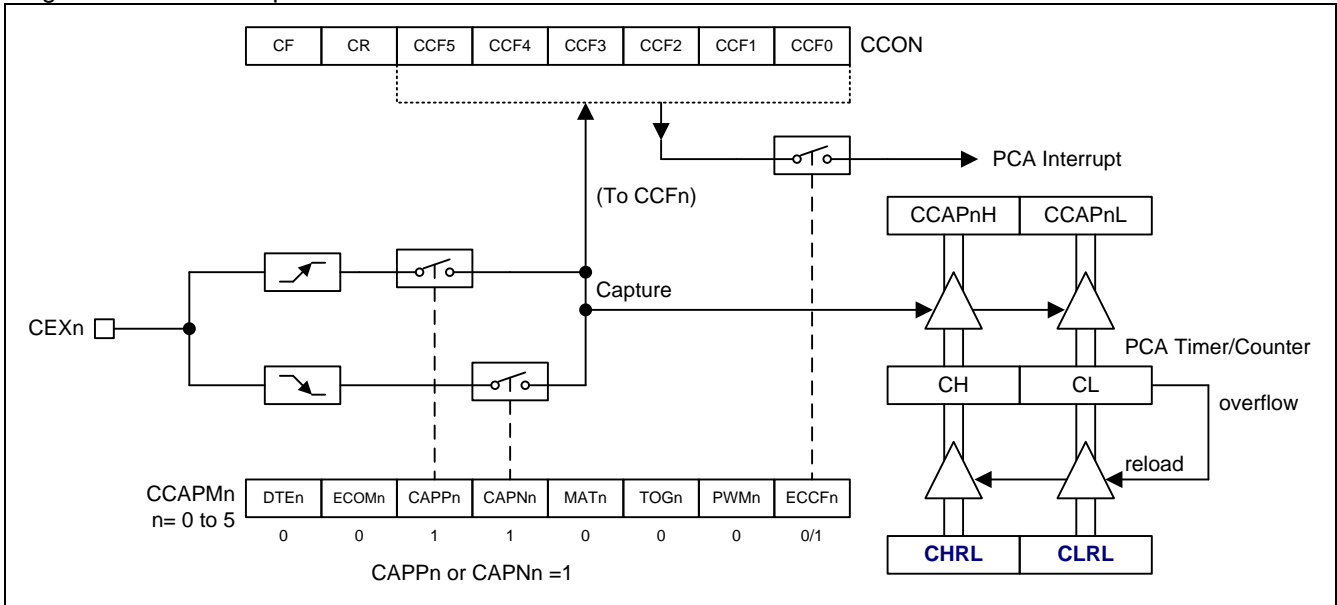 CF CR CCF5 CCF4 CCF3 CCF2 CCF1 CCF0 CCON
PCA Interrupt
(To CCFn)
CCAPnH CCAPnL
Capture
CEXn
PCA Timer/Counter
CH CL
overflow
reload
CCAPMn
n= 0 to 5
DTEn ECOMn CAPPn CAPNn MATn TOGn PWMn ECCFn
0 0 1 1 0 0 0 0/1
CHRL CLRL
CAPPn or CAPNn =1